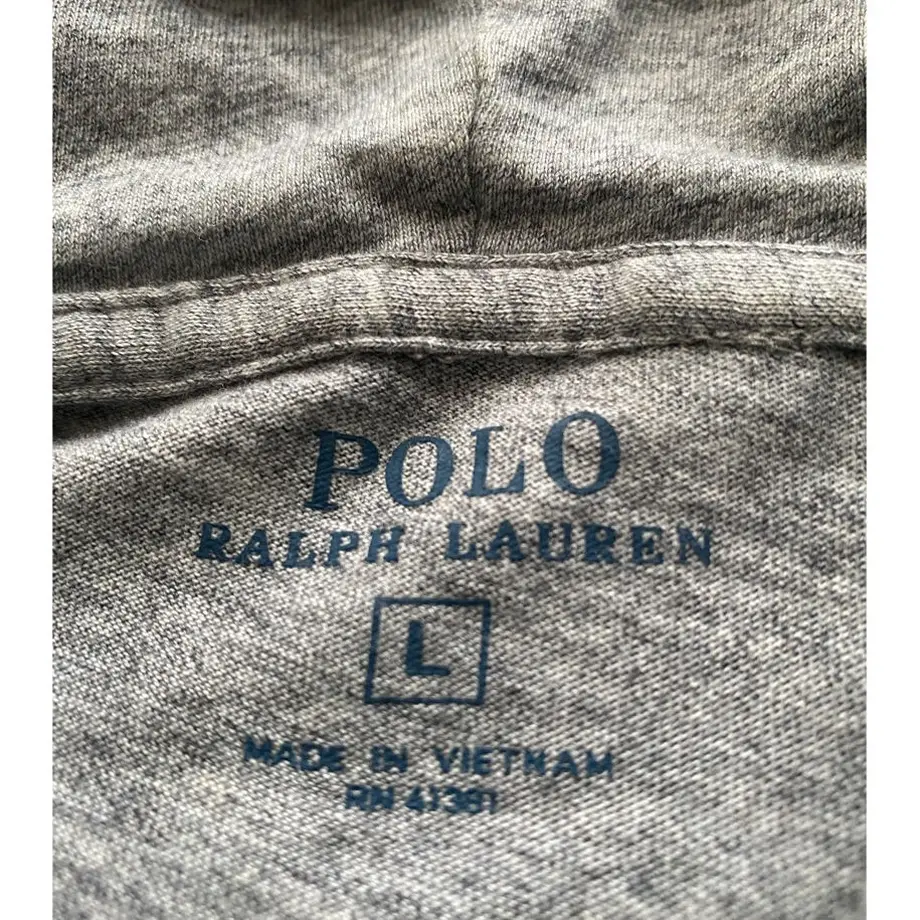 POLO
RALPH LAUREN
L
MADE IN VIETNAM
RN 41381